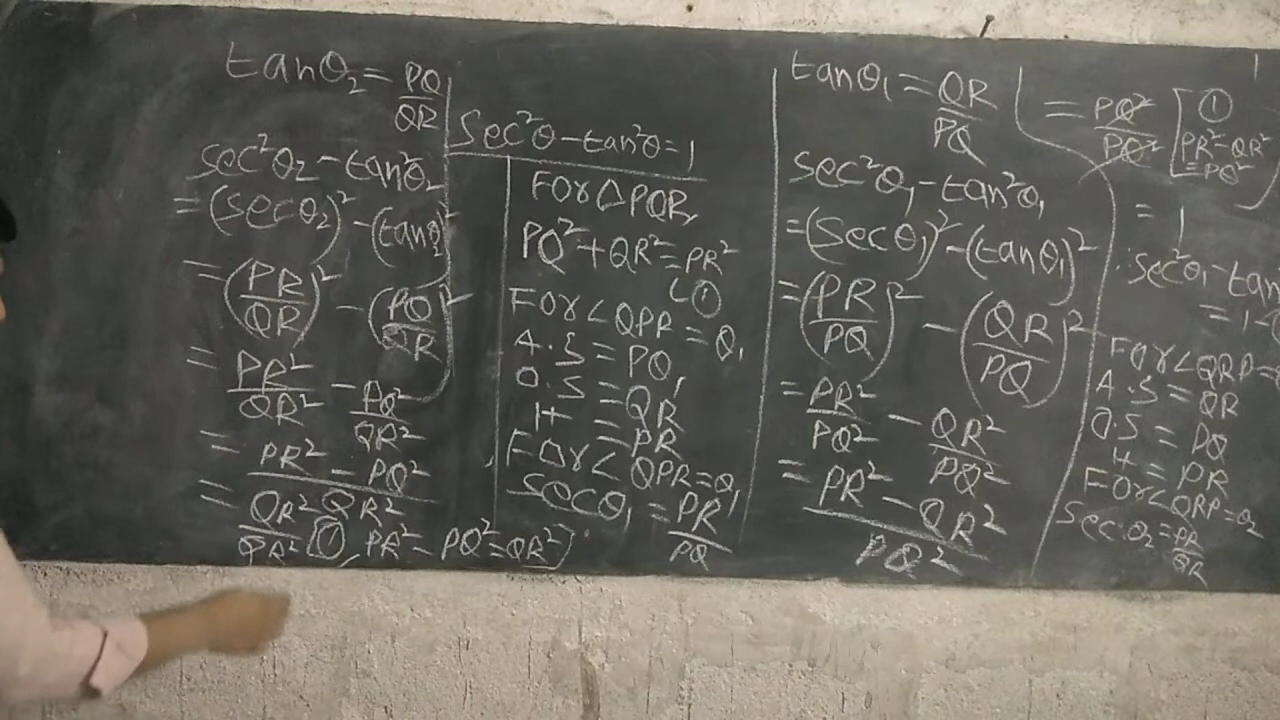 sec²θ - tan²θ = 1
For △PQR,
PQ² + QR² = PR²
①
For < QPR = θ₁
A.S = PQ
O.S = QR
H = PR
For < QPR = θ₁
secθ₁ = PR/PQ
tanθ₁ = QR/PQ
sec²θ₁ - tan²θ₁
= (secθ₁)² - (tanθ₁)²
= (PR/PQ)² - (QR/PQ)²
= PR²/PQ² - QR²/PQ²
= PR² - QR²/PQ²
= PQ²/PQ² [① PR² - QR² = PQ²]
= 1
sec²θ₁ - tan
= 1 -
For < QRP =
A.S = QR
O.S = PQ
H = PR
For < QRP = θ₂
Sec θ₂ = PR/QR
tanθ₂ = PQ/QR
sec²θ₂ - tan²θ₂
= (secθ₂)² - (tanθ₂)²
= (PR/QR)² - (PQ/QR)²
= PR²/QR² - PQ²/QR²
= PR² - PQ²/QR²
= QR²/QR² [①, PR² - PQ² = QR²]